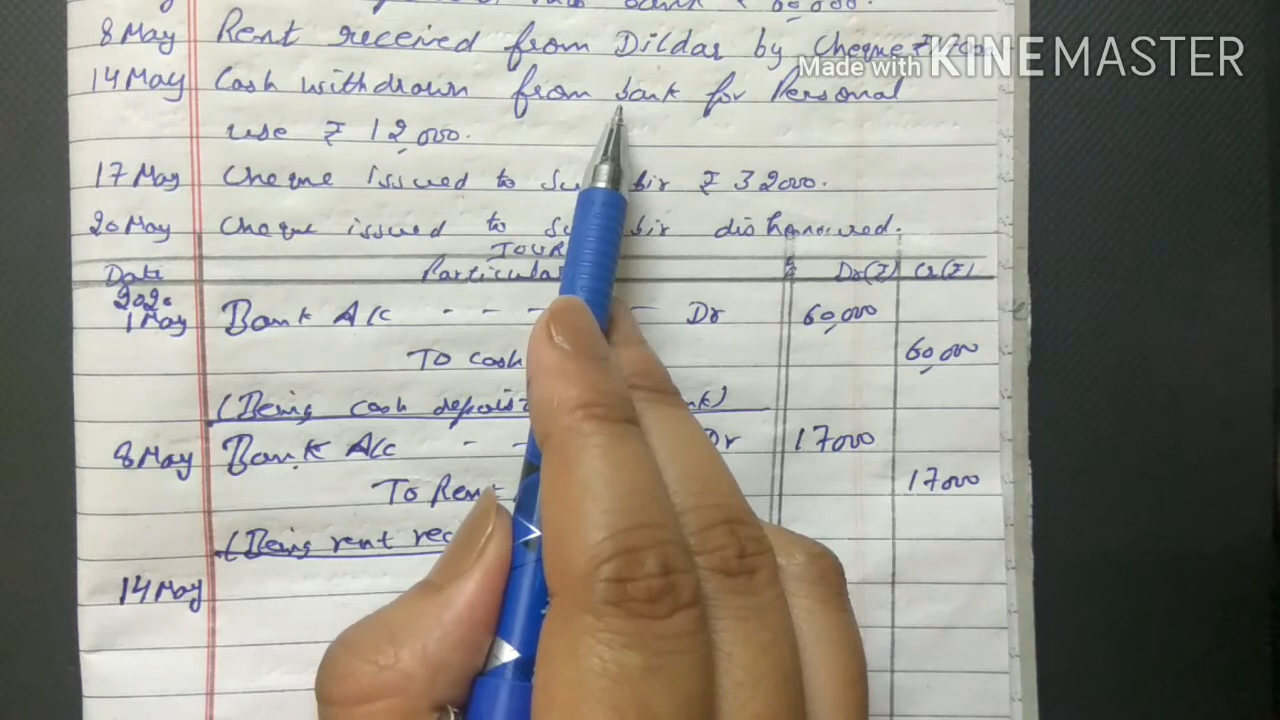 8 May Rent received from Dildar by Cheque ₹ 17000
Made with KINEMASTER
14 May Cash withdrawn from bank for Personal
use ₹ 12,000.
17 May Cheque issued to ₹ 32000.
20 May Cheque issued to dishonoured.
Date Dr(₹) Cr(₹)
2020
1 May Bank A/c - - - - Dr 60,000
To cash 60,000
(Being cash
8 May Bank A/c - - Dr 17000
To Rent 17000
(Being rent
14 May